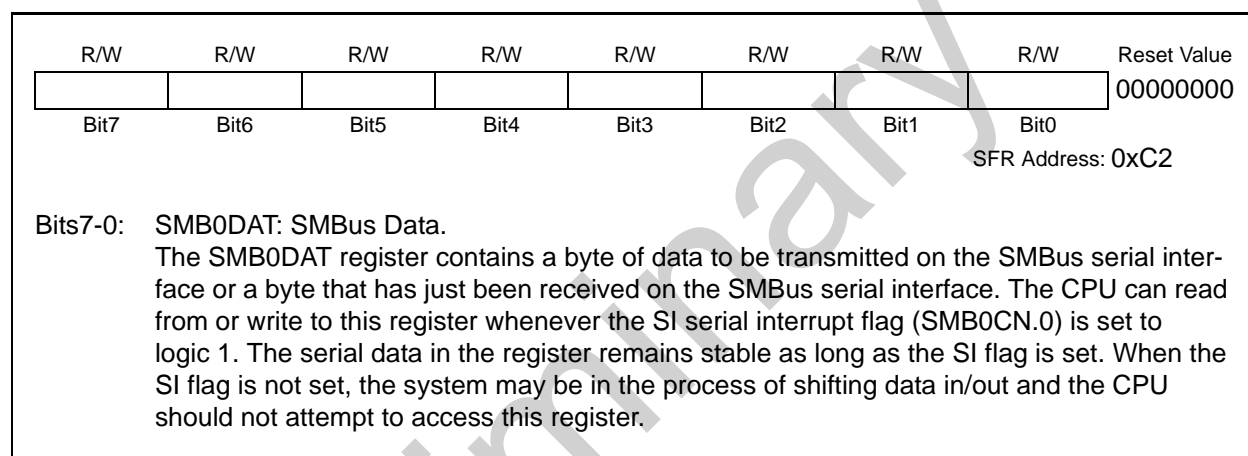 R/W R/W R/W R/W R/W R/W R/W R/W Reset Value
00000000
Bit7 Bit6 Bit5 Bit4 Bit3 Bit2 Bit1 Bit0
SFR Address: 0xC2
Bits7-0: SMB0DAT: SMBus Data.
The SMB0DAT register contains a byte of data to be transmitted on the SMBus serial inter-
face or a byte that has just been received on the SMBus serial interface. The CPU can read
from or write to this register whenever the SI serial interrupt flag (SMB0CN.0) is set to
logic 1. The serial data in the register remains stable as long as the SI flag is set. When the
SI flag is not set, the system may be in the process of shifting data in/out and the CPU
should not attempt to access this register.